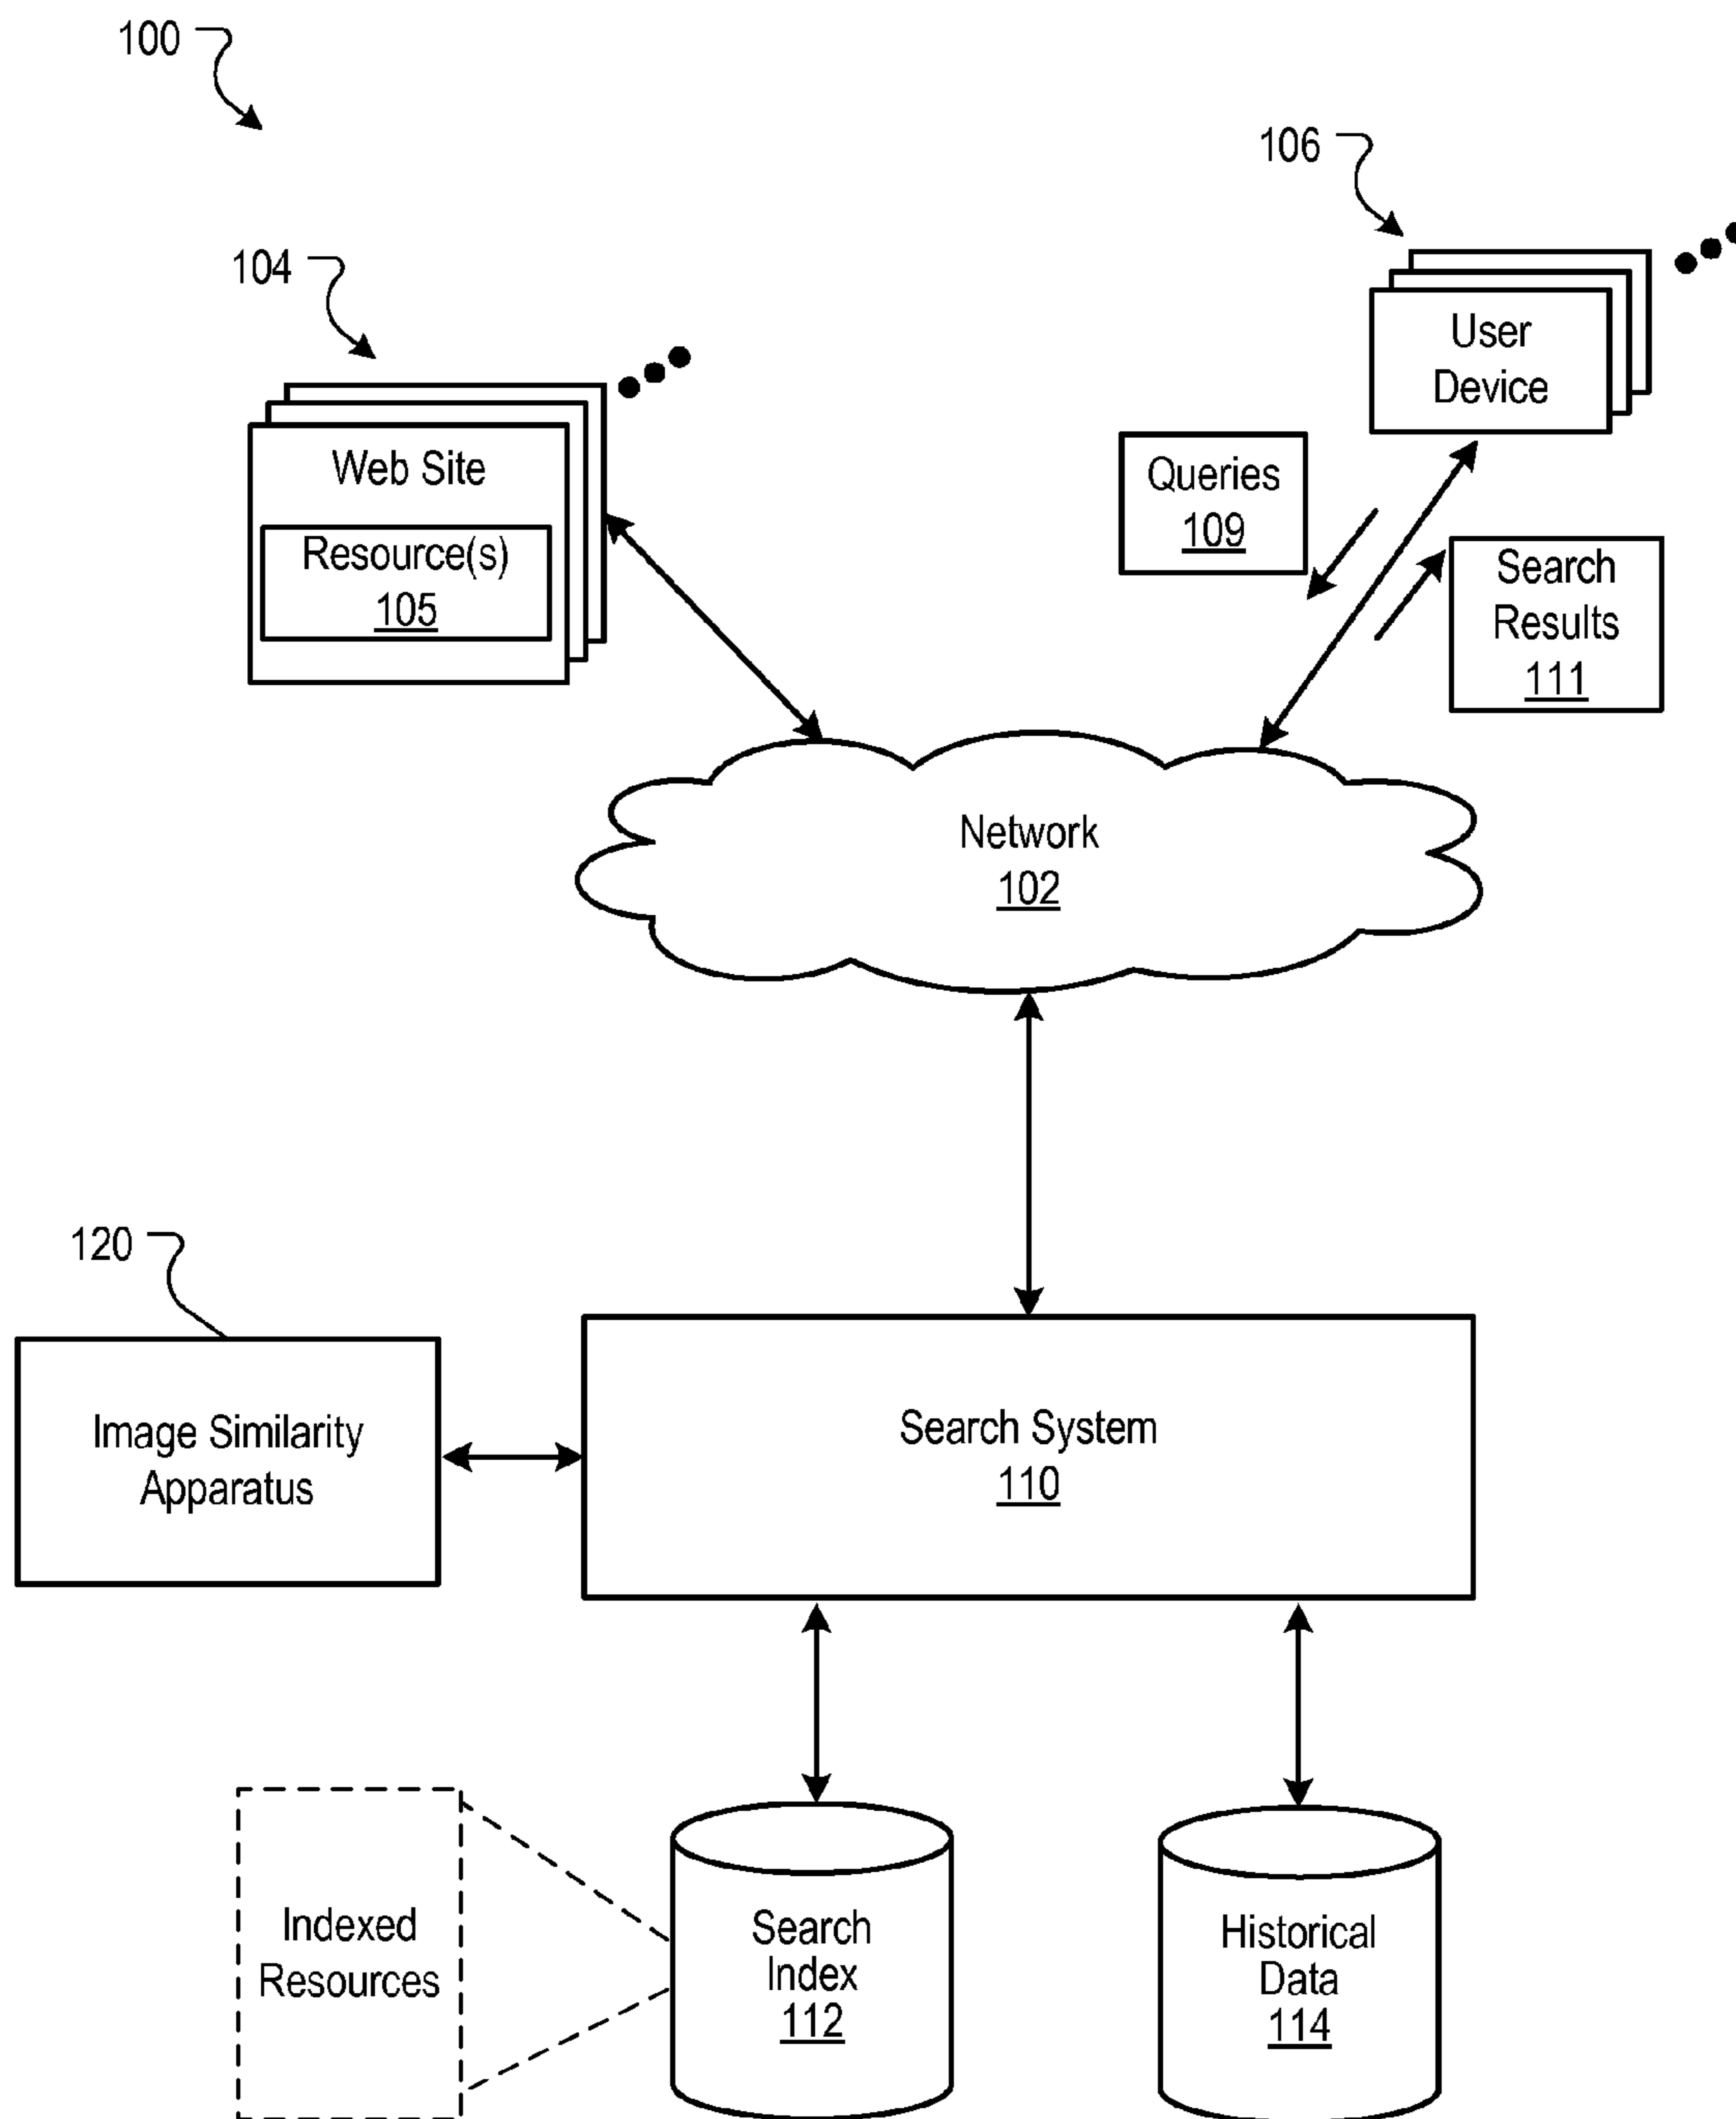 100
106
104
User
Device
Web Site
Queries
109
Resource(s)
105
Search
Results
111
Network
102
120
Image Similarity
Apparatus
Search System
110
Indexed
Resources
Search
Index
112
Historical
Data
114